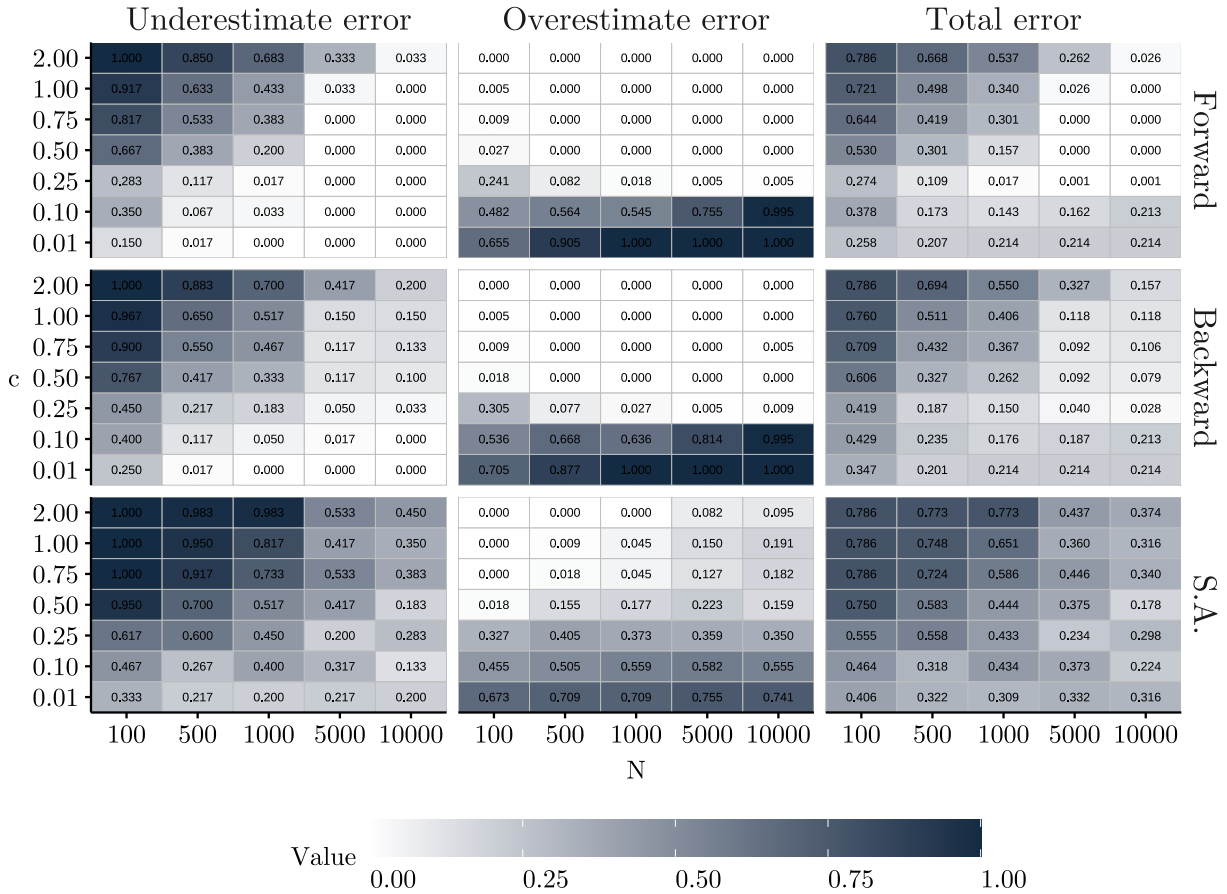 Underestimate error Overestimate error Total error
2.00 1.000 0.850 0.683 0.333 0.033 0.000 0.000 0.000 0.000 0.000 0.786 0.668 0.537 0.262 0.026
1.00 0.917 0.633 0.433 0.033 0.000 0.005 0.000 0.000 0.000 0.000 0.721 0.498 0.340 0.026 0.000
0.75 0.817 0.533 0.383 0.000 0.000 0.009 0.000 0.000 0.000 0.000 0.644 0.419 0.301 0.000 0.000
0.50 0.667 0.383 0.200 0.000 0.000 0.027 0.000 0.000 0.000 0.000 0.530 0.301 0.157 0.000 0.000
0.25 0.283 0.117 0.017 0.000 0.000 0.241 0.082 0.018 0.005 0.005 0.274 0.109 0.017 0.001 0.001
0.10 0.350 0.067 0.033 0.000 0.000 0.482 0.564 0.545 0.755 0.995 0.378 0.173 0.143 0.162 0.213
0.01 0.150 0.017 0.000 0.000 0.000 0.655 0.905 1.000 1.000 1.000 0.258 0.207 0.214 0.214 0.214
Forward
2.00 1.000 0.883 0.700 0.417 0.200 0.000 0.000 0.000 0.000 0.000 0.786 0.694 0.550 0.327 0.157
1.00 0.967 0.650 0.517 0.150 0.150 0.005 0.000 0.000 0.000 0.000 0.760 0.511 0.406 0.118 0.118
0.75 0.900 0.550 0.467 0.117 0.133 0.009 0.000 0.000 0.000 0.005 0.709 0.432 0.367 0.092 0.106
0.50 0.767 0.417 0.333 0.117 0.100 0.018 0.000 0.000 0.000 0.000 0.606 0.327 0.262 0.092 0.079
c
0.25 0.450 0.217 0.183 0.050 0.033 0.305 0.077 0.027 0.005 0.009 0.419 0.187 0.150 0.040 0.028
0.10 0.400 0.117 0.050 0.017 0.000 0.536 0.668 0.636 0.814 0.995 0.429 0.235 0.176 0.187 0.213
0.01 0.250 0.017 0.000 0.000 0.000 0.705 0.877 1.000 1.000 1.000 0.347 0.201 0.214 0.214 0.214
Backward
2.00 1.000 0.983 0.983 0.533 0.450 0.000 0.000 0.000 0.082 0.095 0.786 0.773 0.773 0.437 0.374
1.00 1.000 0.950 0.817 0.417 0.350 0.000 0.009 0.045 0.150 0.191 0.786 0.748 0.651 0.360 0.316
0.75 1.000 0.917 0.733 0.533 0.383 0.000 0.018 0.045 0.127 0.182 0.786 0.724 0.586 0.446 0.340
0.50 0.950 0.700 0.517 0.417 0.183 0.018 0.155 0.177 0.223 0.159 0.750 0.583 0.444 0.375 0.178
0.25 0.617 0.600 0.450 0.200 0.283 0.327 0.405 0.373 0.359 0.350 0.555 0.558 0.433 0.234 0.298
0.10 0.467 0.267 0.400 0.317 0.133 0.455 0.505 0.559 0.582 0.555 0.464 0.318 0.434 0.373 0.224
0.01 0.333 0.217 0.200 0.217 0.200 0.673 0.709 0.709 0.755 0.741 0.406 0.322 0.309 0.332 0.316
S.A.
100 500 1000 5000 10000 100 500 1000 5000 10000 100 500 1000 5000 10000
N
Value
0.00 0.25 0.50 0.75 1.00